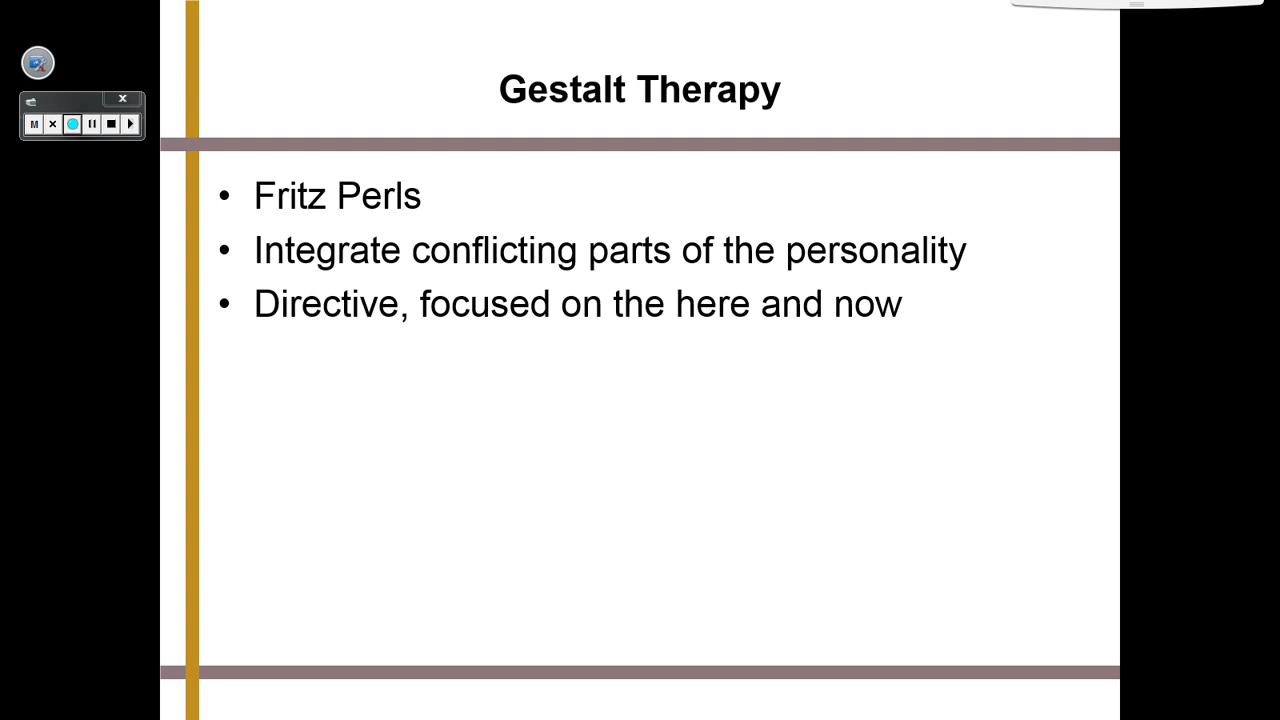 Gestalt Therapy
M
• Fritz Perls
• Integrate conflicting parts of the personality
• Directive, focused on the here and now